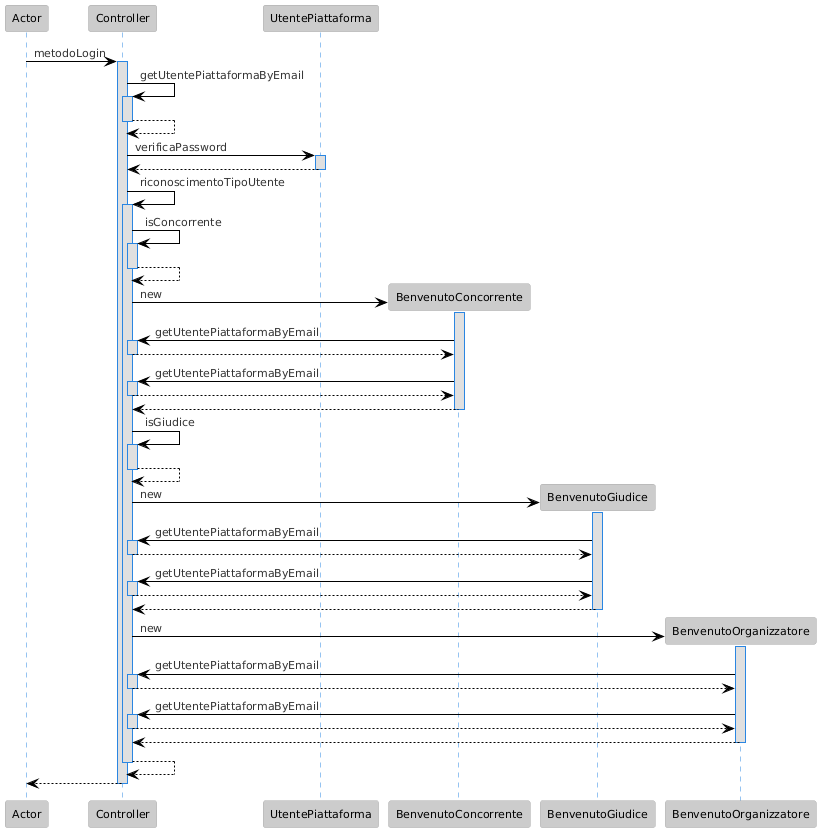 Actor Controller UtentePiattaforma
metodoLogin
getUtentePiattaformaByEmail
verificaPassword
riconoscimentoTipoUtente
isConcorrente
new BenvenutoConcorrente
getUtentePiattaformaByEmail
getUtentePiattaformaByEmail
isGiudice
new BenvenutoGiudice
getUtentePiattaformaByEmail
getUtentePiattaformaByEmail
new BenvenutoOrganizzatore
getUtentePiattaformaByEmail
getUtentePiattaformaByEmail
Actor Controller UtentePiattaforma BenvenutoConcorrente BenvenutoGiudice BenvenutoOrganizzatore